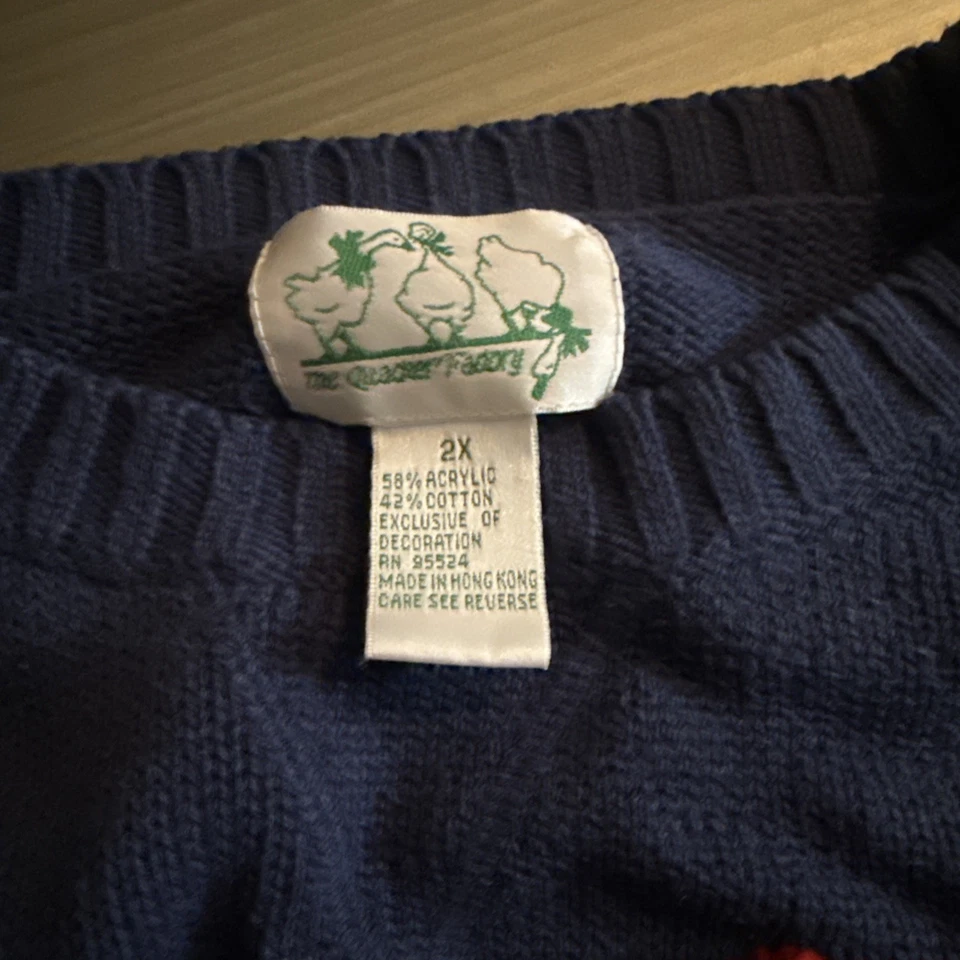 The Quacker Factory
2X
58% ACRYLIC
42% COTTON
EXCLUSIVE OF
DECORATION
RN 95524
MADE IN HONG KONG
CARE SEE REVERSE